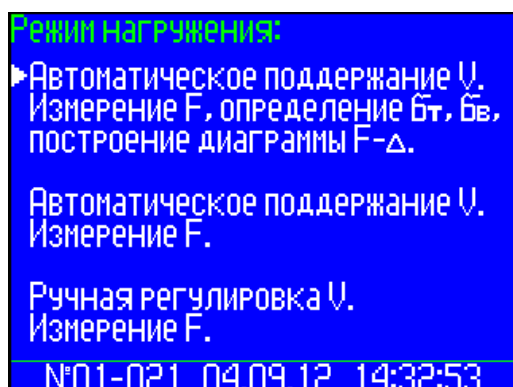 Режим нагружения:
▶Автоматическое поддержание V.
Измерение F, определение бт, бв,
построение диаграммы F-△.
Автоматическое поддержание V.
Измерение F.
Ручная регулировка V.
Измерение F.
№01-021 04.09.12 14:32:53